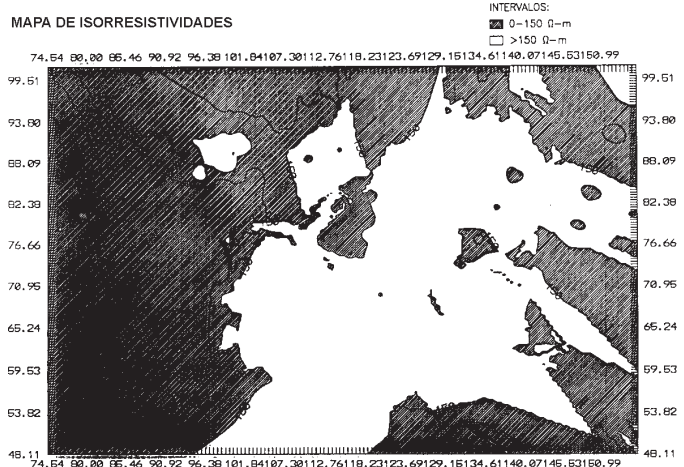 INTERVALOS:
MAPA DE ISORRESISTIVIDADES
0-150 Ω-m
>150 Ω-m
74.54 80.00 85.46 90.92 96.38 101.84 107.30 112.76 118.23 123.69 129.15 134.61 140.07 145.53 150.99
99.51 99.51
93.80 93.80
88.09 88.09
82.38 82.38
76.66 76.66
70.95 70.95
65.24 65.24
59.53 59.53
53.82 53.82
48.11 48.11
74.54 80.00 85.46 90.92 96.38 101.84 107.30 112.76 118.23 123.69 129.15 134.61 140.07 145.53 150.99